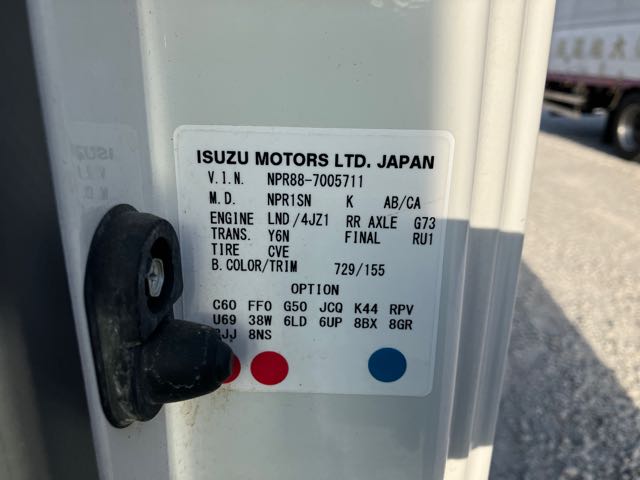 ISUZU MOTORS LTD. JAPAN
V.I.N. NPR88-7005711
M.D. NPR1SN K AB/CA
ENGINE LND/4JZ1 RR AXLE G73
TRANS. Y6N FINAL RU1
TIRE CVE
B.COLOR/TRIM 729/155
OPTION
C60 FF0 G50 JCQ K44 RPV
U69 38W 6LD 6UP 8BX 8GR
8NS